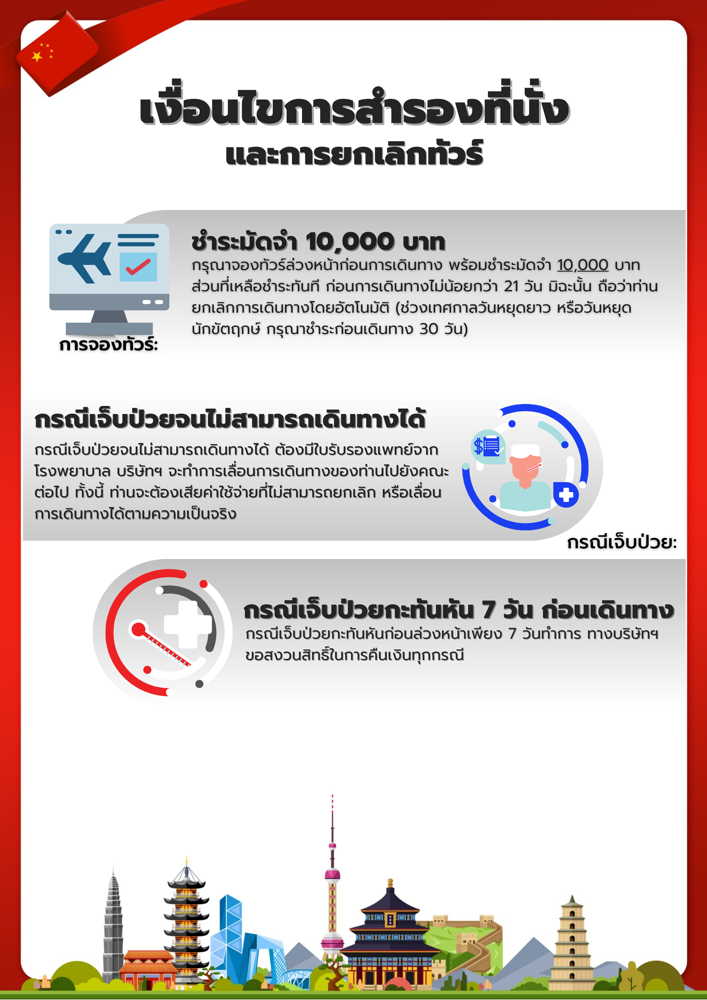 เงื่อนไขการสำรองที่นั่ง
และการยกเลิกทัวร์
ชำระมัดจำ 10,000 บาท
กรุณาจองทัวร์ล่วงหน้าก่อนการเดินทาง พร้อมชำระมัดจำ 10,000 บาท
ส่วนที่เหลือชำระทันที ก่อนการเดินทางไม่น้อยกว่า 21 วัน มิฉะนั้น ถือว่าท่าน
ยกเลิกการเดินทางโดยอัตโนมัติ (ช่วงเทศกาลวันหยุดยาว หรือวันหยุด
นักขัตฤกษ์ กรุณาชำระก่อนเดินทาง 30 วัน)
การจองทัวร์:
กรณีเจ็บป่วยจนไม่สามารถเดินทางได้
กรณีเจ็บป่วยจนไม่สามารถเดินทางได้ ต้องมีใบรับรองแพทย์จาก
โรงพยาบาล บริษัทฯ จะทำการเลื่อนการเดินทางของท่านไปยังคณะ
ต่อไป ทั้งนี้ ท่านจะต้องเสียค่าใช้จ่ายที่ไม่สามารถยกเลิก หรือเลื่อน
การเดินทางได้ตามความเป็นจริง
กรณีเจ็บป่วย:
กรณีเจ็บป่วยกะทันหัน 7 วัน ก่อนเดินทาง
กรณีเจ็บป่วยกะทันหันก่อนล่วงหน้าเพียง 7 วันทำการ ทางบริษัทฯ
ขอสงวนสิทธิ์ในการคืนเงินทุกกรณี